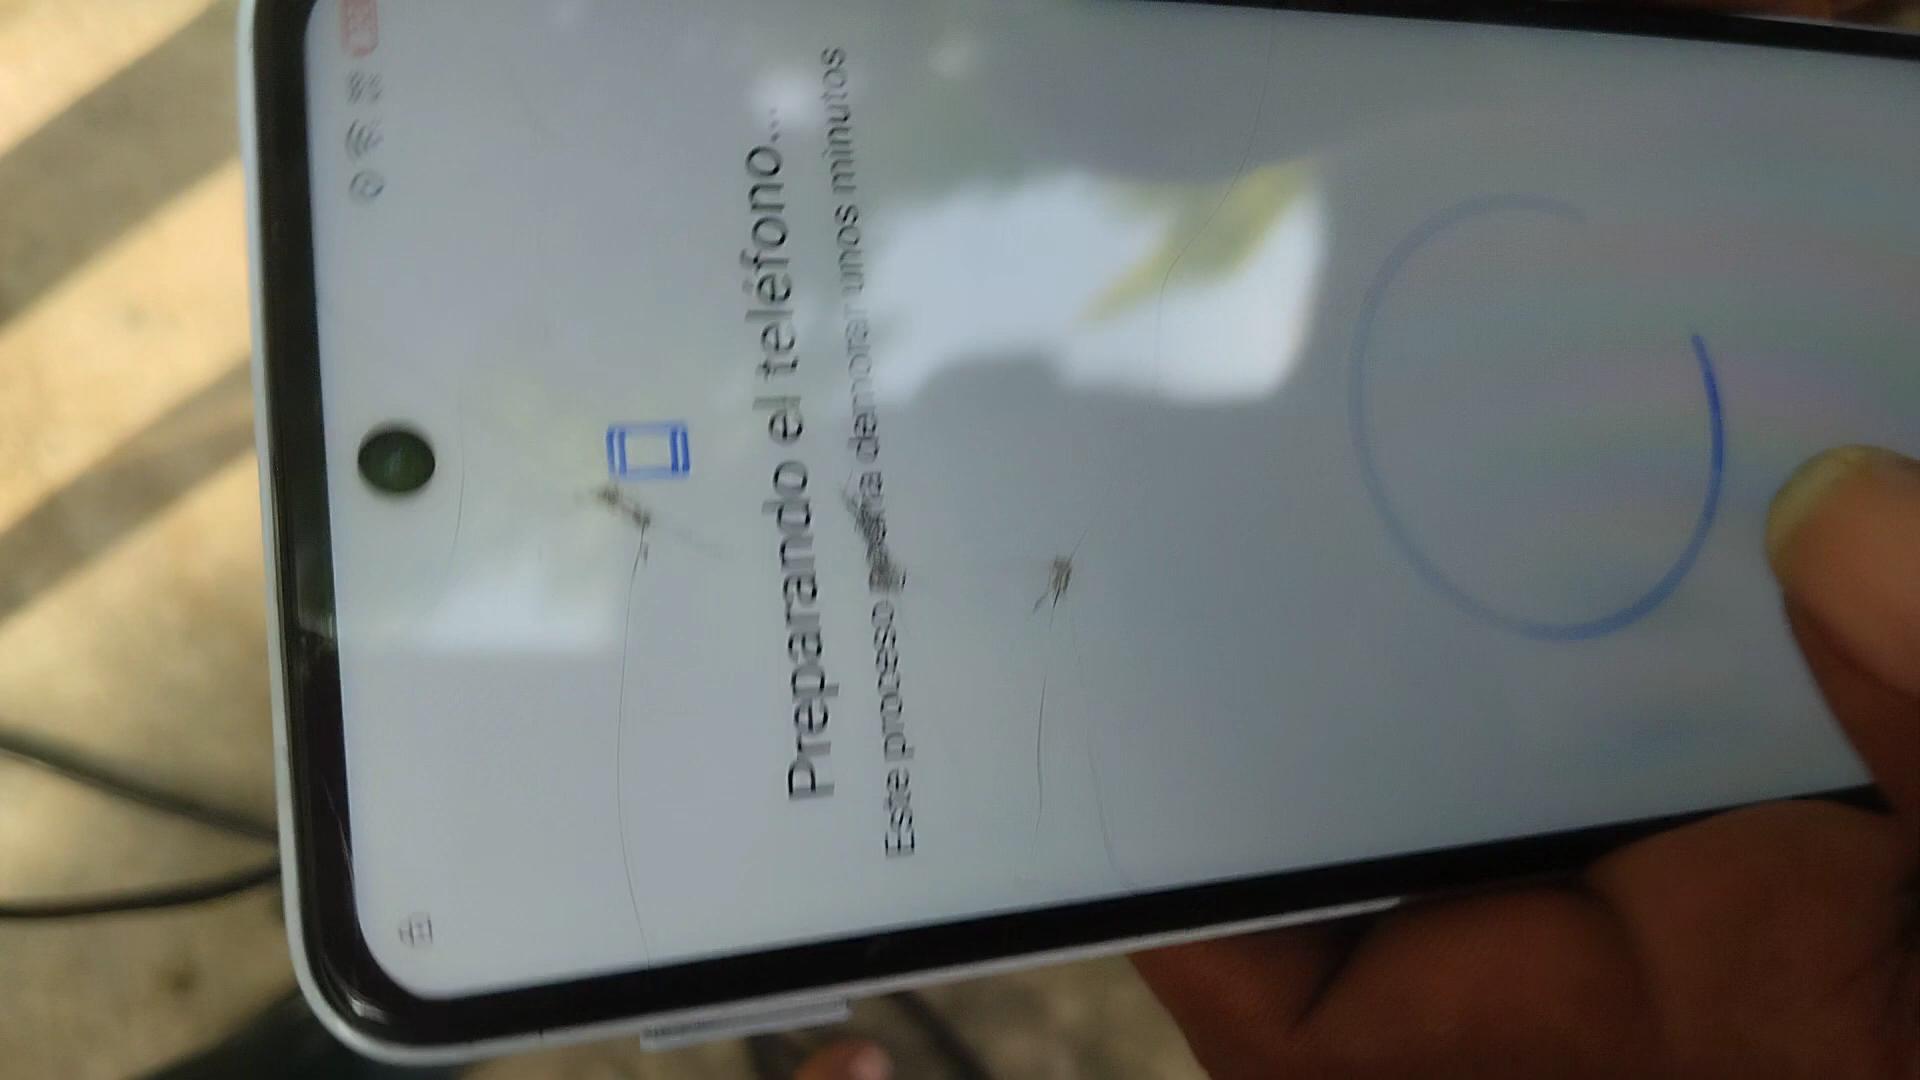 Preparando el teléfono...
Este proceso podría demorar unos minutos